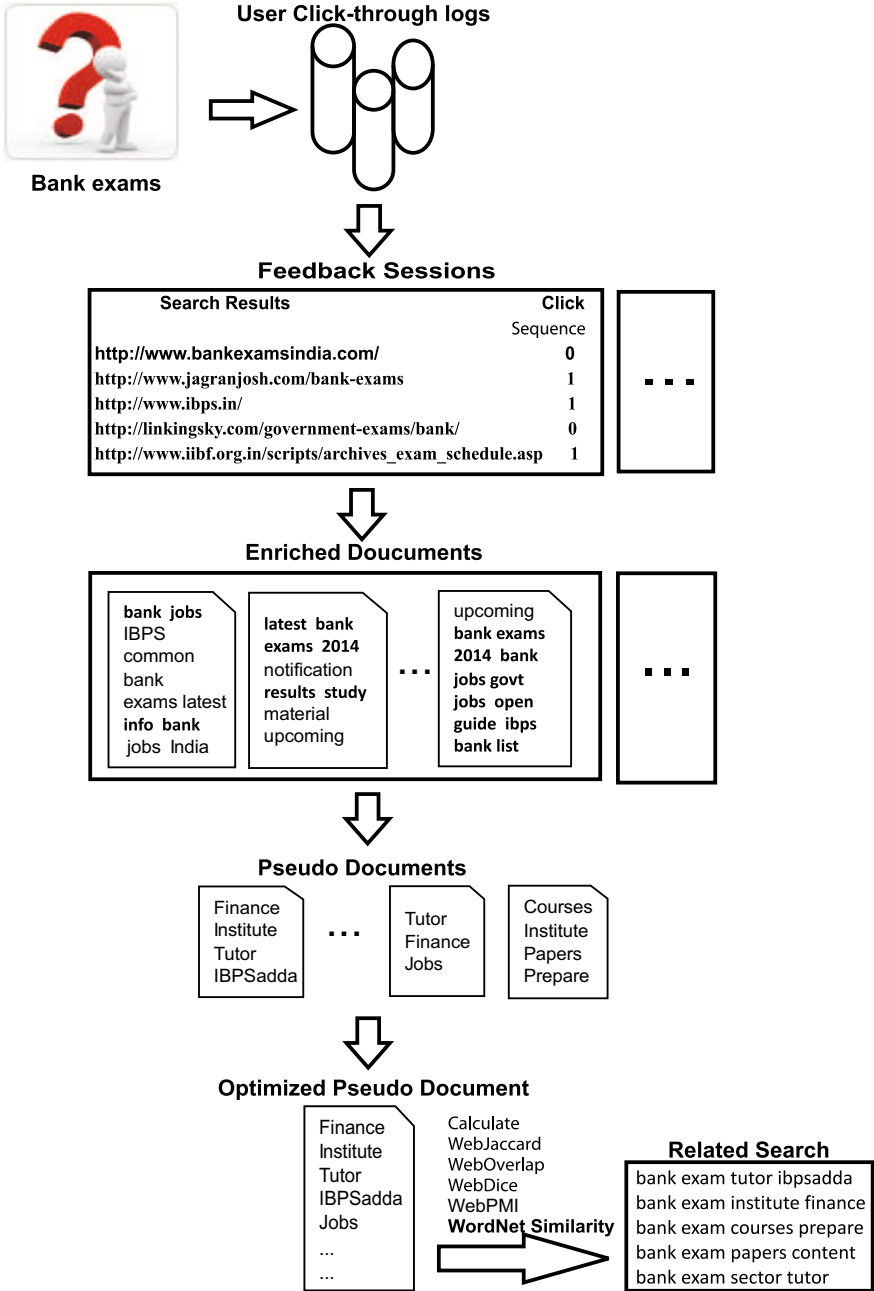 User Click-through logs
Bank exams
Feedback Sessions
Search Results Click
Sequence
http://www.bankexamsindia.com/ 0
http://www.jagranjosh.com/bank-exams 1
http://www.ibps.in/ 1
http://linkingsky.com/government-exams/bank/ 0
http://www.iibf.org.in/scripts/archives_exam_schedule.asp 1
...
Enriched Doucuments
bank jobs
IBPS
common
bank
exams latest
info bank
jobs India
latest bank
exams 2014
notification
results study
material
upcoming
...
upcoming
bank exams
2014 bank
jobs govt
jobs open
guide ibps
bank list
...
Pseudo Documents
Finance
Institute
Tutor
IBPSadda
...
Tutor
Finance
Jobs
Courses
Institute
Papers
Prepare
Optimized Pseudo Document
Finance
Institute
Tutor
IBPSadda
Jobs
...
...
Calculate
WebJaccard
WebOverlap
WebDice
WebPMI
WordNet Similarity
Related Search
bank exam tutor ibpsadda
bank exam institute finance
bank exam courses prepare
bank exam papers content
bank exam sector tutor